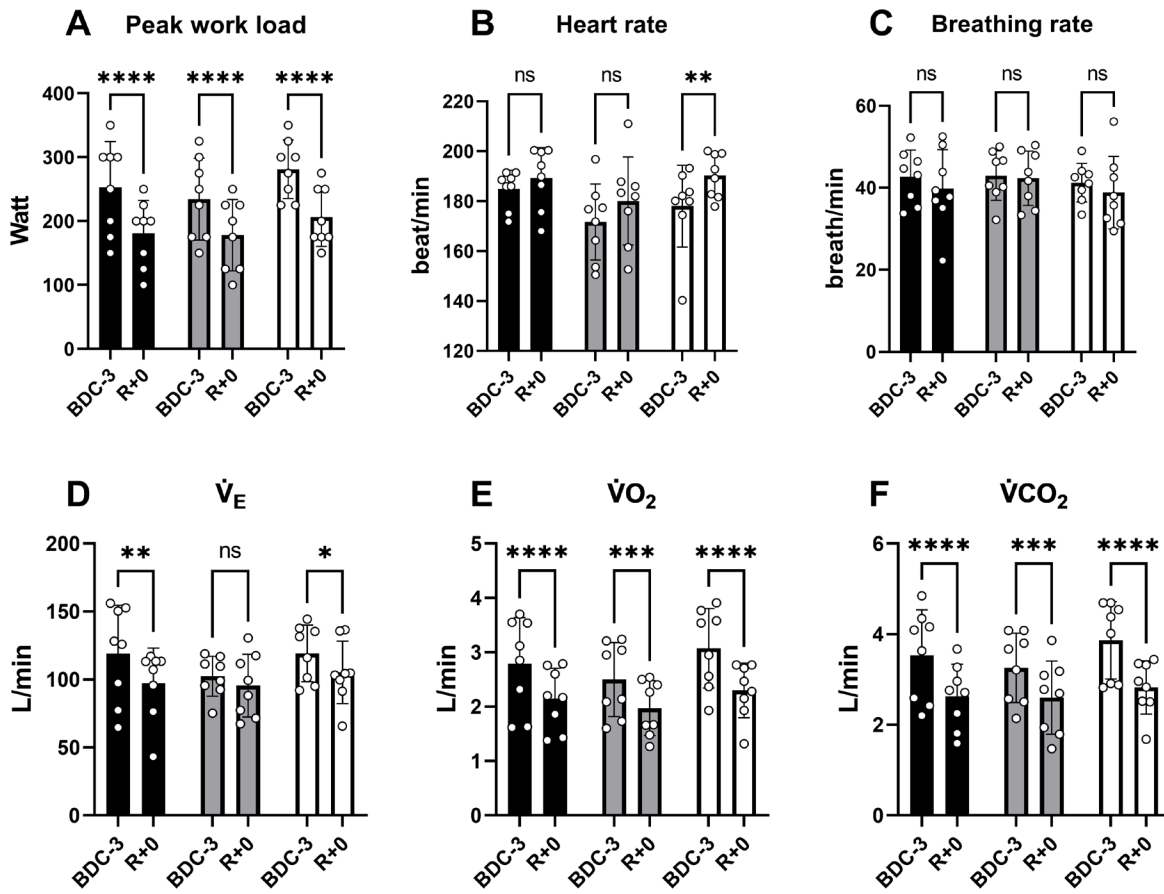 A Peak work load
B Heart rate
C Breathing rate
**** **** ****
ns ns **
ns ns ns
Watt
400
300
200
100
0
BDC-3 R+0 BDC-3 R+0 BDC-3 R+0
beat/min
220
200
180
160
140
120
BDC-3 R+0 BDC-3 R+0 BDC-3 R+0
breath/min
60
40
20
0
BDC-3 R+0 BDC-3 R+0 BDC-3 R+0
D V̇E
E V̇O₂
F V̇CO₂
** ns *
**** *** ****
**** *** ****
L/min
200
150
100
50
0
BDC-3 R+0 BDC-3 R+0 BDC-3 R+0
L/min
5
4
3
2
1
0
BDC-3 R+0 BDC-3 R+0 BDC-3 R+0
L/min
6
4
2
0
BDC-3 R+0 BDC-3 R+0 BDC-3 R+0